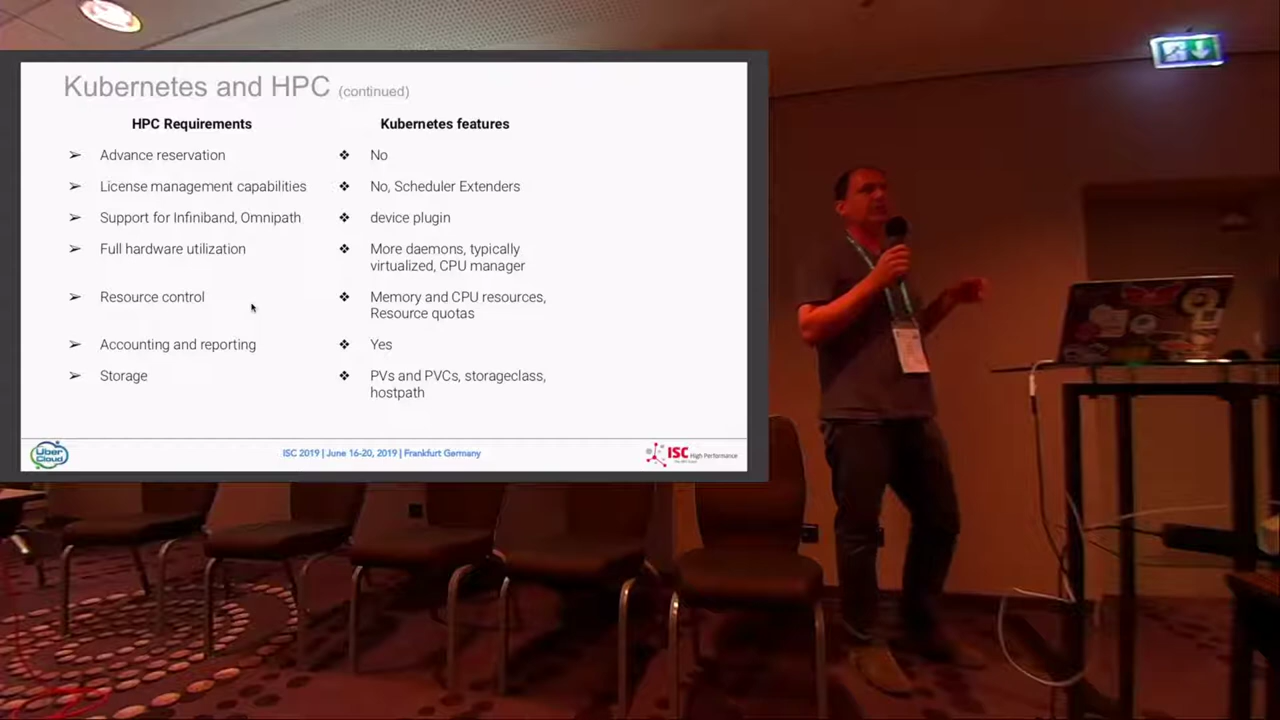 Kubernetes and HPC (continued)
HPC Requirements
Kubernetes features
➢ Advance reservation
❖ No
➢ License management capabilities
❖ No, Scheduler Extenders
➢ Support for Infiniband, Omnipath
❖ device plugin
➢ Full hardware utilization
❖ More daemons, typically
virtualized, CPU manager
➢ Resource control
❖ Memory and CPU resources,
Resource quotas
➢ Accounting and reporting
❖ Yes
➢ Storage
❖ PVs and PVCs, storageclass,
hostpath
Uber
Cloud
ISC 2019 | June 16-20, 2019 | Frankfurt Germany
ISC High Performance